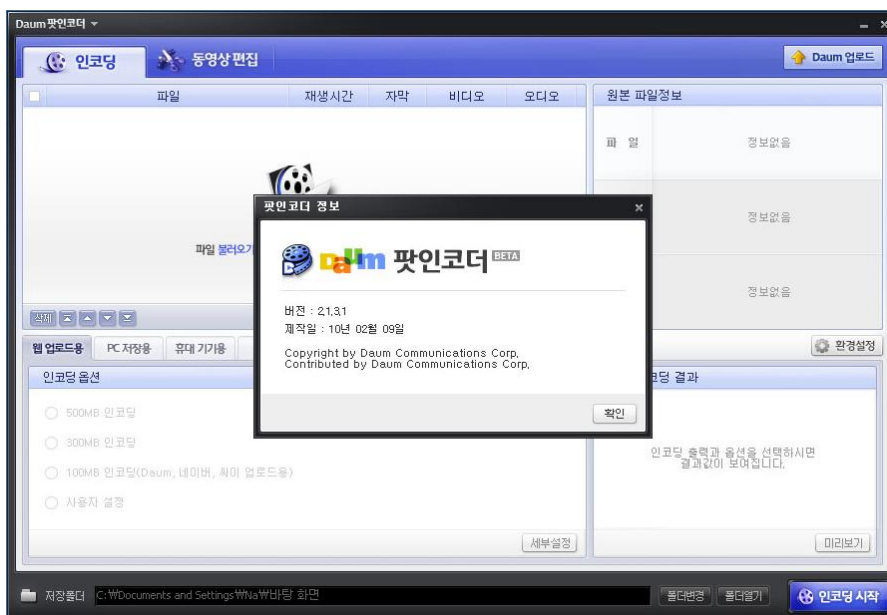 Daum 팟인코더
인코딩
동영상 편집
Daum 업로드
파일 재생시간 자막 비디오 오디오
원본 파일정보
파 일 정보없음
정보없음
정보없음
파일 불러오기
팟인코더 정보
Daum 팟인코더 BETA
버전 : 2,1,3,1
제작일 : 10년 02월 09일
Copyright by Daum Communications Corp,
Contributed by Daum Communications Corp,
확인
삭제
웹 업로드용 PC 저장용 휴대 기기용
환경설정
인코딩 옵션
500MB 인코딩
300MB 인코딩
100MB 인코딩(Daum, 네이버, 싸이 업로드용)
사용자 설정
세부설정
코딩 결과
인코딩 출력과 옵션을 선택하시면
결과값이 보여집니다,
미리보기
저장폴더 C:₩Documents and Settings₩Na₩바탕 화면
폴더변경 폴더열기 인코딩 시작